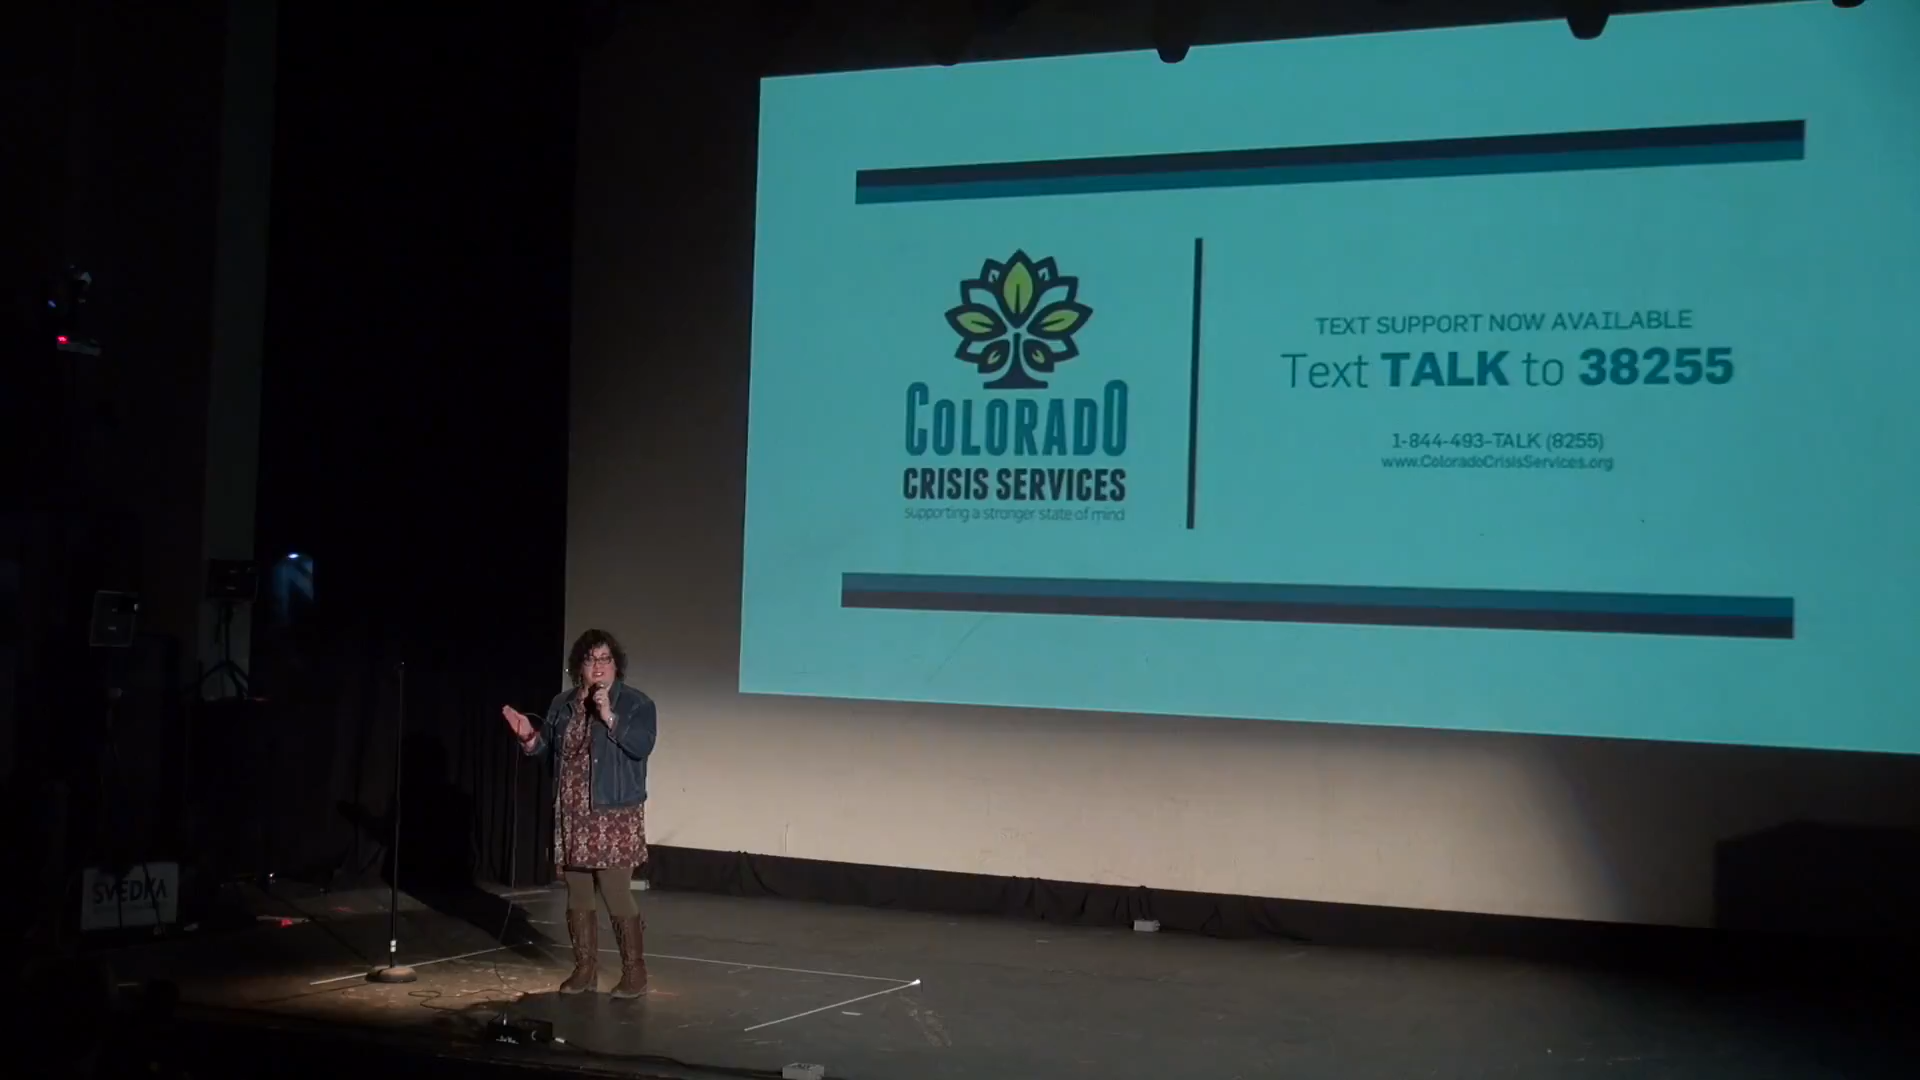 COLORADO
CRISIS SERVICES
supporting a stronger state of mind
TEXT SUPPORT NOW AVAILABLE
Text TALK to 38255
1-844-493-TALK (8255)
www.ColoradoCrisisServices.org
SVEDKA